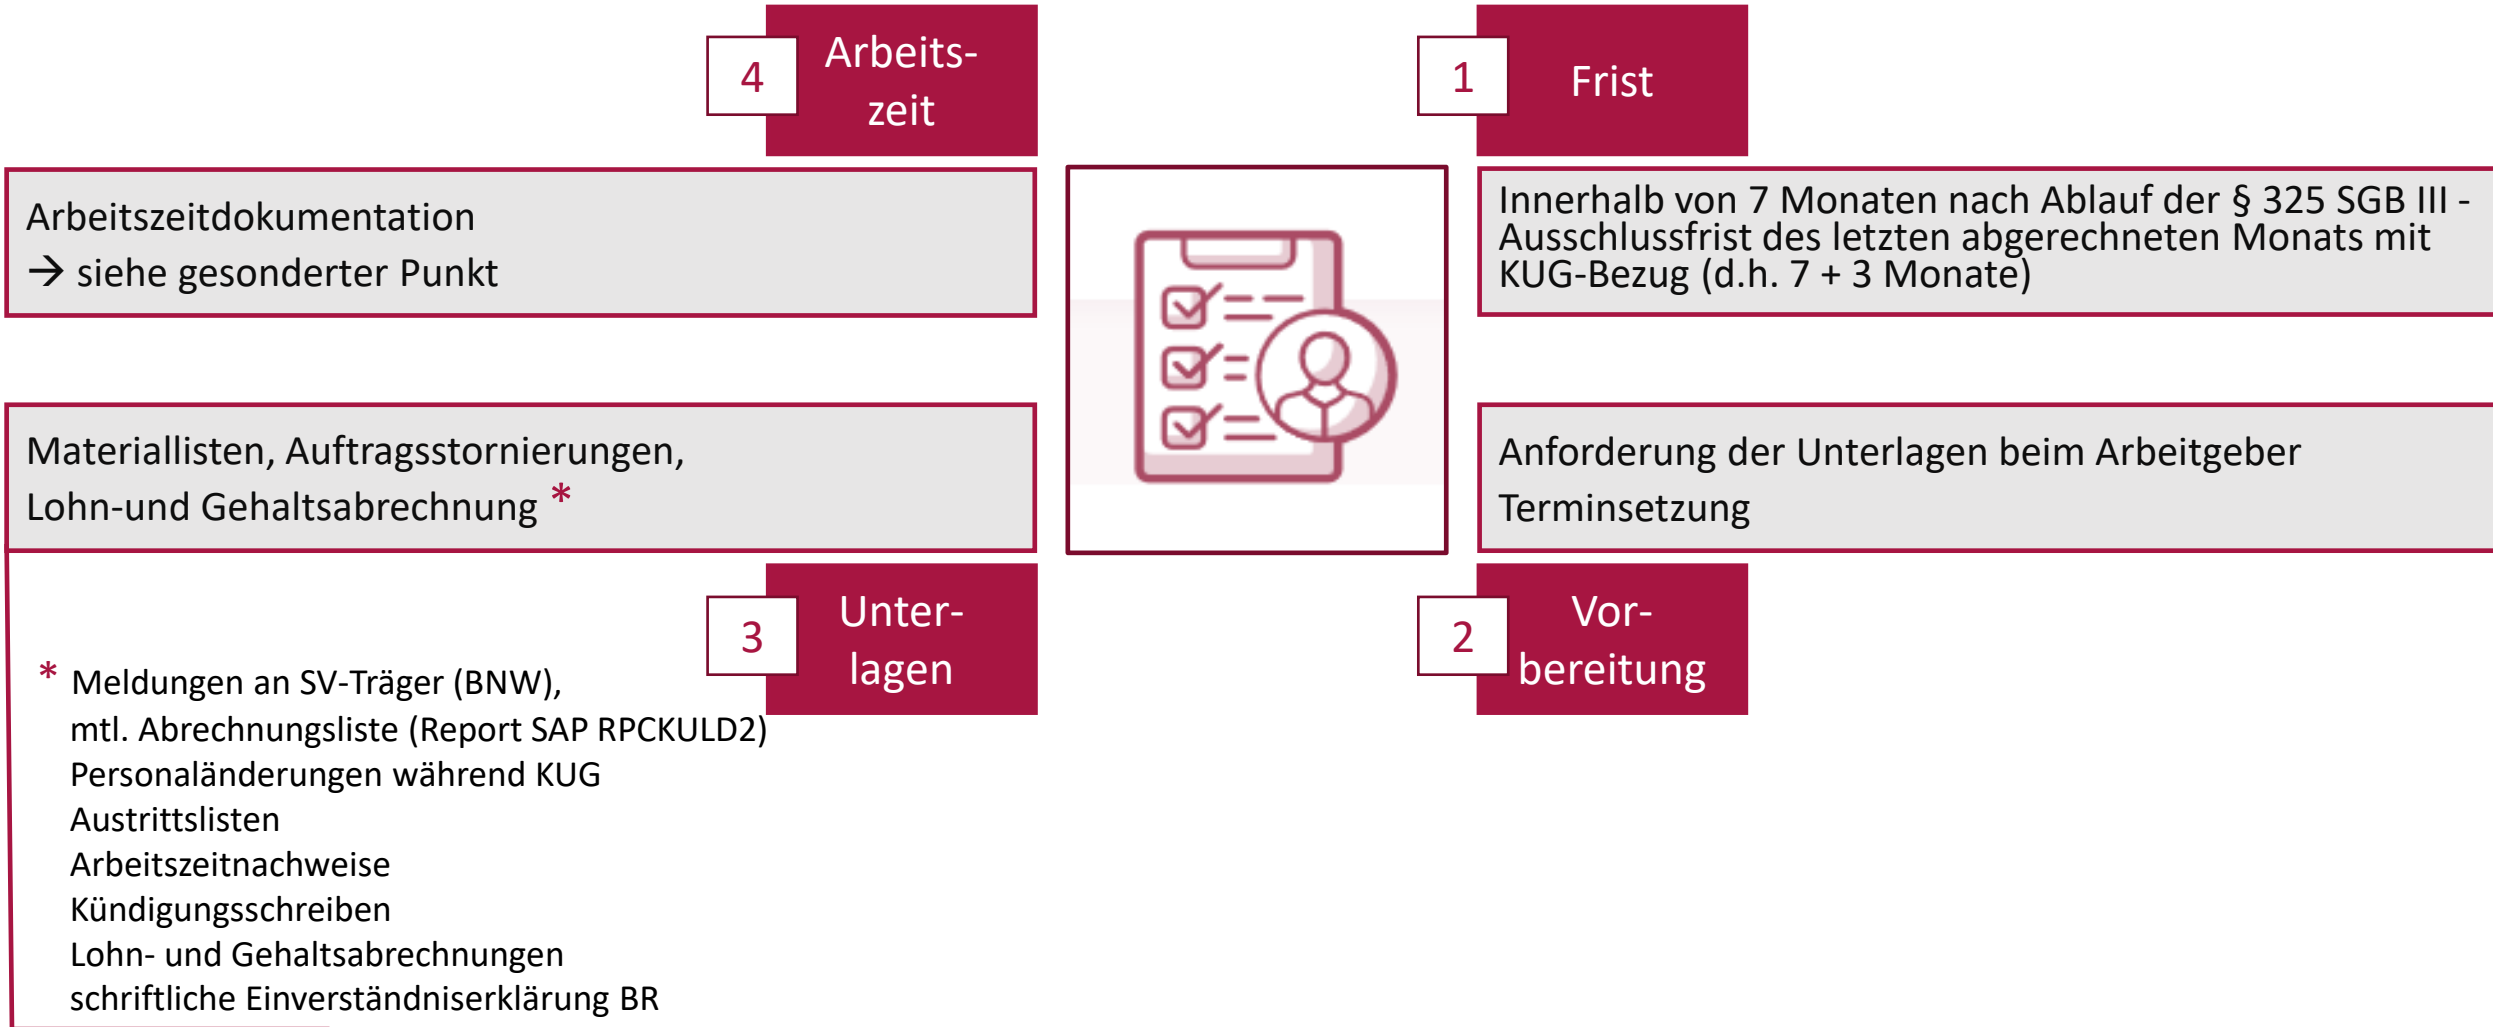 4
Arbeits-
zeit
1
Frist
Arbeitszeitdokumentation
→ siehe gesonderter Punkt
Innerhalb von 7 Monaten nach Ablauf der § 325 SGB III -
Ausschlussfrist des letzten abgerechneten Monats mit
KUG-Bezug (d.h. 7 + 3 Monate)
Materiallisten, Auftragsstornierungen,
Lohn-und Gehaltsabrechnung *
Anforderung der Unterlagen beim Arbeitgeber
Terminsetzung
3
Unter-
lagen
2
Vor-
bereitung
* Meldungen an SV-Träger (BNW),
mtl. Abrechnungsliste (Report SAP RPCKULD2)
Personaländerungen während KUG
Austrittslisten
Arbeitszeitnachweise
Kündigungsschreiben
Lohn- und Gehaltsabrechnungen
schriftliche Einverständniserklärung BR